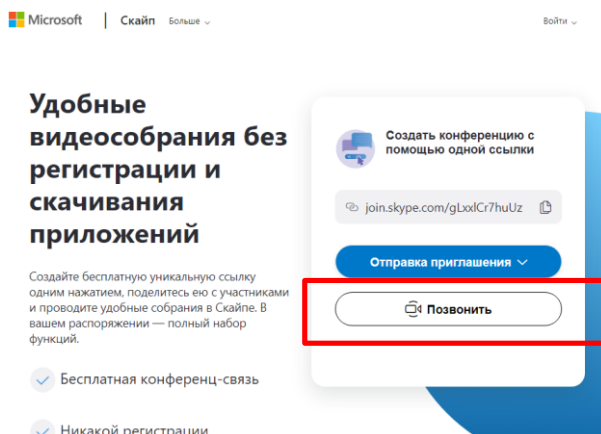 Microsoft
Скайп
Больше
Войти
Удобные
видеособрания без
регистрации и
скачивания
приложений
Создайте бесплатную уникальную ссылку
одним нажатием, поделитесь ею с участниками
и проводите удобные собрания в Скайпе. В
вашем распоряжении — полный набор
функций.
Бесплатная конференц-связь
Никакой регистрации
Создать конференцию с
помощью одной ссылки
join.skype.com/gLxxlCr7huUz
Отправка приглашения
Позвонить